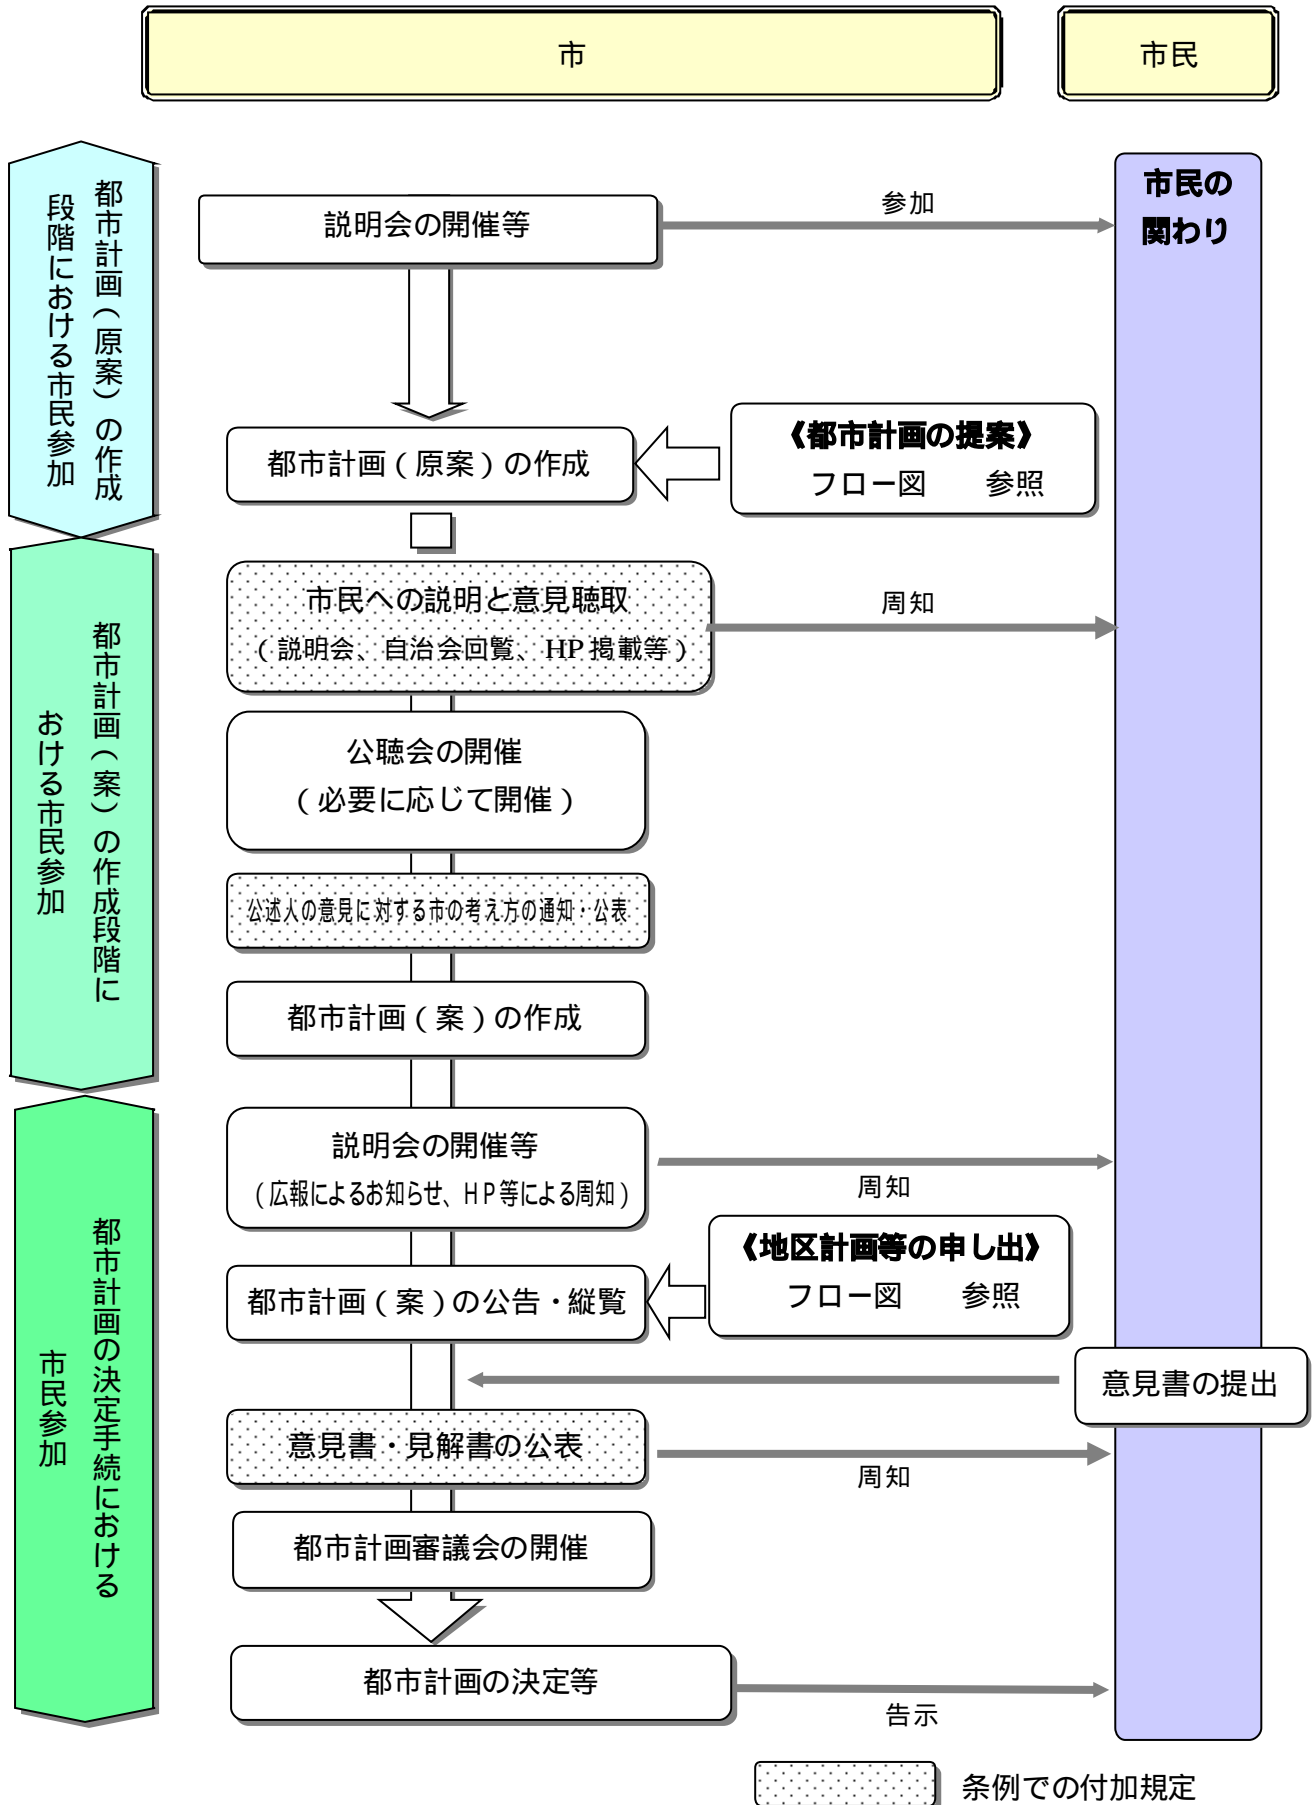 市
市民
都市計画（原案）の作成
段階における市民参加
説明会の開催等
参加
市民の
関わり
都市計画（原案）の作成
《都市計画の提案》
フロー図　　参照
都市計画（案）の作成段階に
おける市民参加
市民への説明と意見聴取
（説明会、自治会回覧、HP 掲載等）
周知
公聴会の開催
（必要に応じて開催）
公述人の意見に対する市の考え方の通知・公表
都市計画（案）の作成
都市計画の決定手続における
市民参加
説明会の開催等
（広報によるお知らせ、ＨＰ等による周知）
周知
都市計画（案）の公告・縦覧
《地区計画等の申し出》
フロー図　　参照
意見書の提出
意見書・見解書の公表
周知
都市計画審議会の開催
都市計画の決定等
告示
条例での付加規定